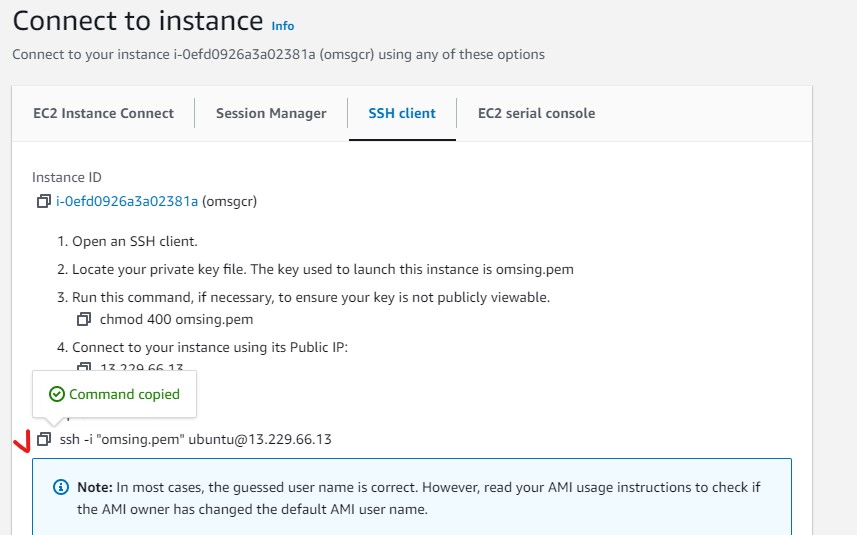 Connect to instance Info
Connect to your instance i-0efd0926a3a02381a (omsgcr) using any of these options
EC2 Instance Connect Session Manager SSH client EC2 serial console
Instance ID
i-0efd0926a3a02381a (omsgcr)
1. Open an SSH client.
2. Locate your private key file. The key used to launch this instance is omsing.pem
3. Run this command, if necessary, to ensure your key is not publicly viewable.
chmod 400 omsing.pem
4. Connect to your instance using its Public IP:
13.229.66.13
Command copied
ssh -i "omsing.pem" ubuntu@13.229.66.13
Note: In most cases, the guessed user name is correct. However, read your AMI usage instructions to check if
the AMI owner has changed the default AMI user name.